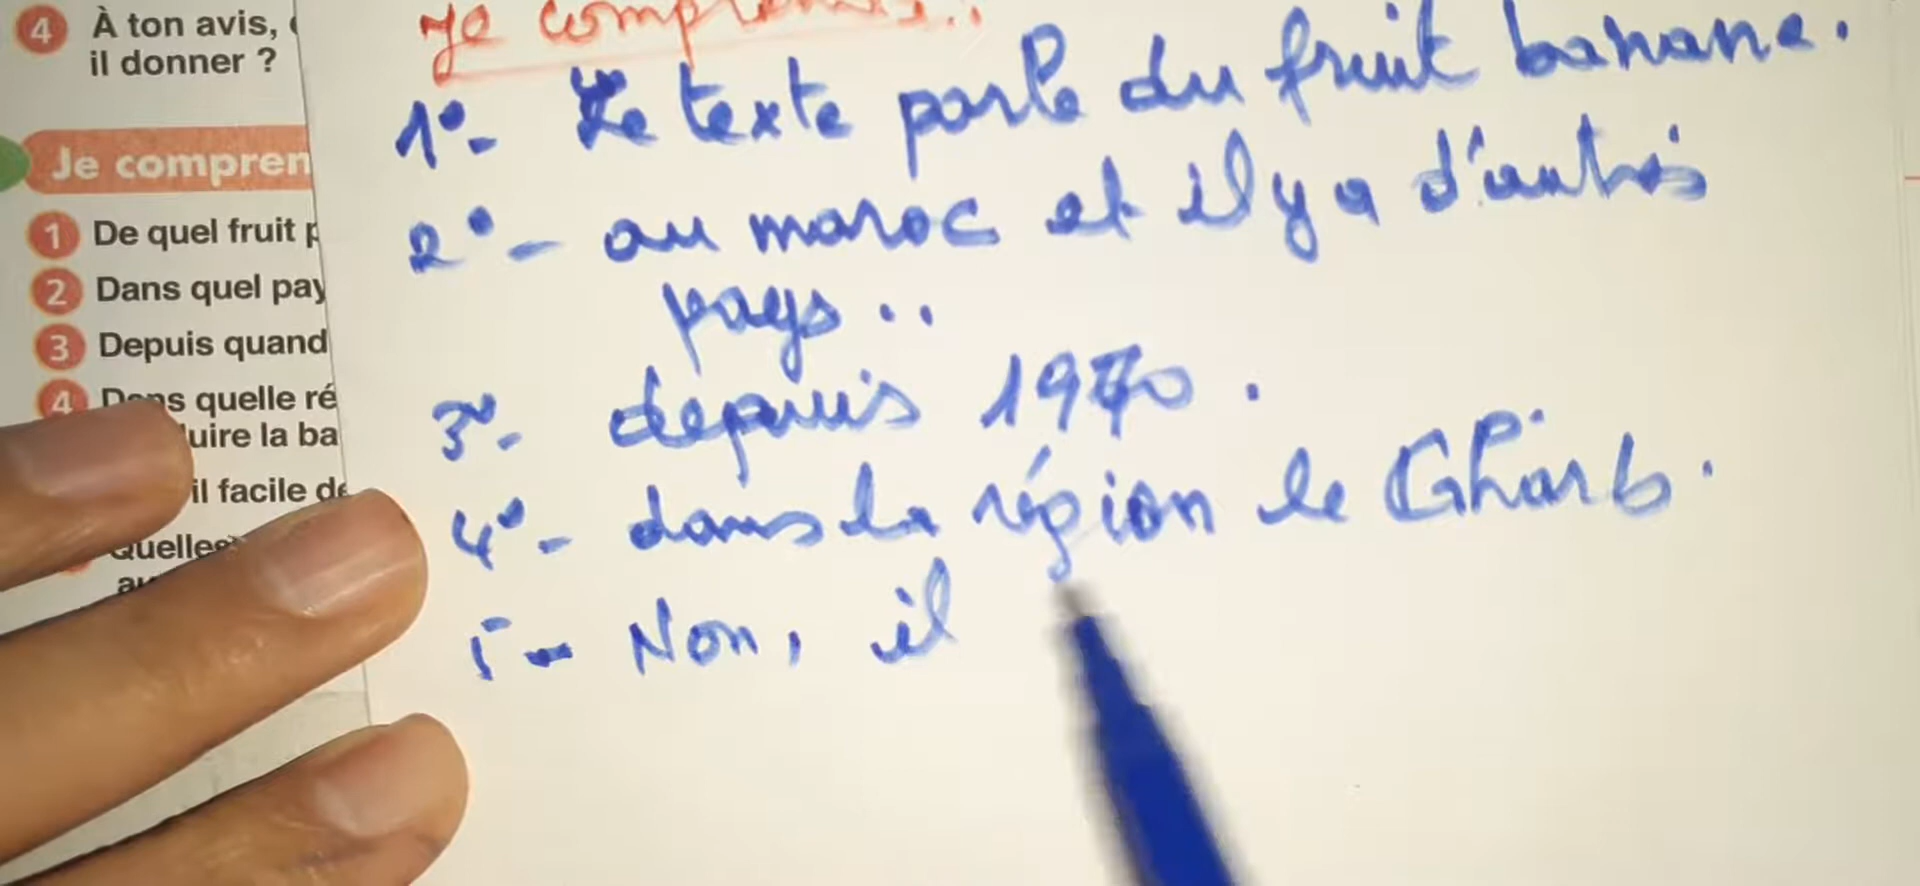 4 À ton avis,
il donner ?
Je compren
1 De quel fruit p
2 Dans quel pay
3 Depuis quand
4 Dans quelle ré
uire la ba
il facile de
Quelles
au
Je comprends..
1°- Le texte parle du fruit banane.
2°- au maroc et il y a d'autres
pays..
3°- depuis 1970.
4°- dans la région le Gharb.
5- Non, il